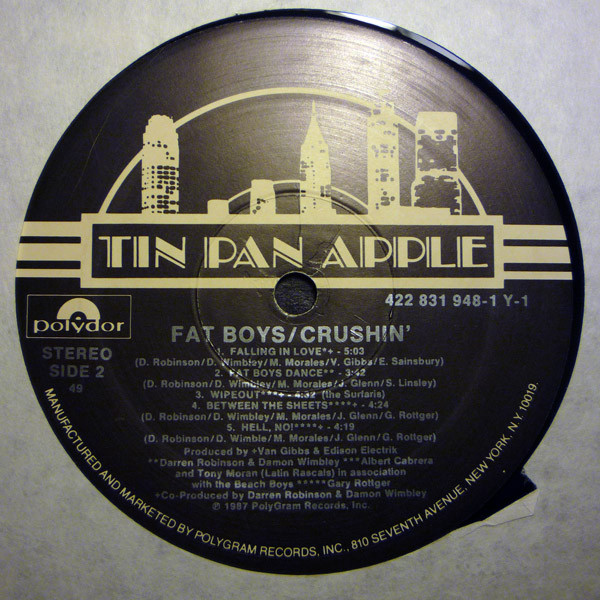 TIN PAN APPLE
422 831 948-1 Y-1
polydor
STEREO
SIDE 2
49
FAT BOYS/CRUSHIN'
1. FALLING IN LOVE*+ - 5:03
(D. Robinson/D. Wimbley/M. Morales/V. Gibbs/E. Sainsbury)
2. FAT BOYS DANCE** - 3:42
(D. Robinson/D. Wimbley/M. Morales/J. Glenn/S. Linsley)
3. WIPEOUT***+ - 4:32 (the Surfaris)
4. BETWEEN THE SHEETS****+ - 4:24
(D. Robinson/D. Wimbley/M. Morales/J. Glenn/G. Rottger)
5. HELL, NO!****+ - 4:19
(D. Robinson/D. Wimble/M. Morales/J. Glenn/G. Rottger)
Produced by +Van Gibbs & Edison Electrik
**Darren Robinson & Damon Wimbley ***Albert Cabrera
and Tony Moran (Latin Rascals) in association
with the Beach Boys *****Gary Rottger
+Co-Produced by Darren Robinson & Damon Wimbley
℗ 1987 PolyGram Records, Inc.
MANUFACTURED AND MARKETED BY POLYGRAM RECORDS, INC., 810 SEVENTH AVENUE, NEW YORK, N.Y. 10019.